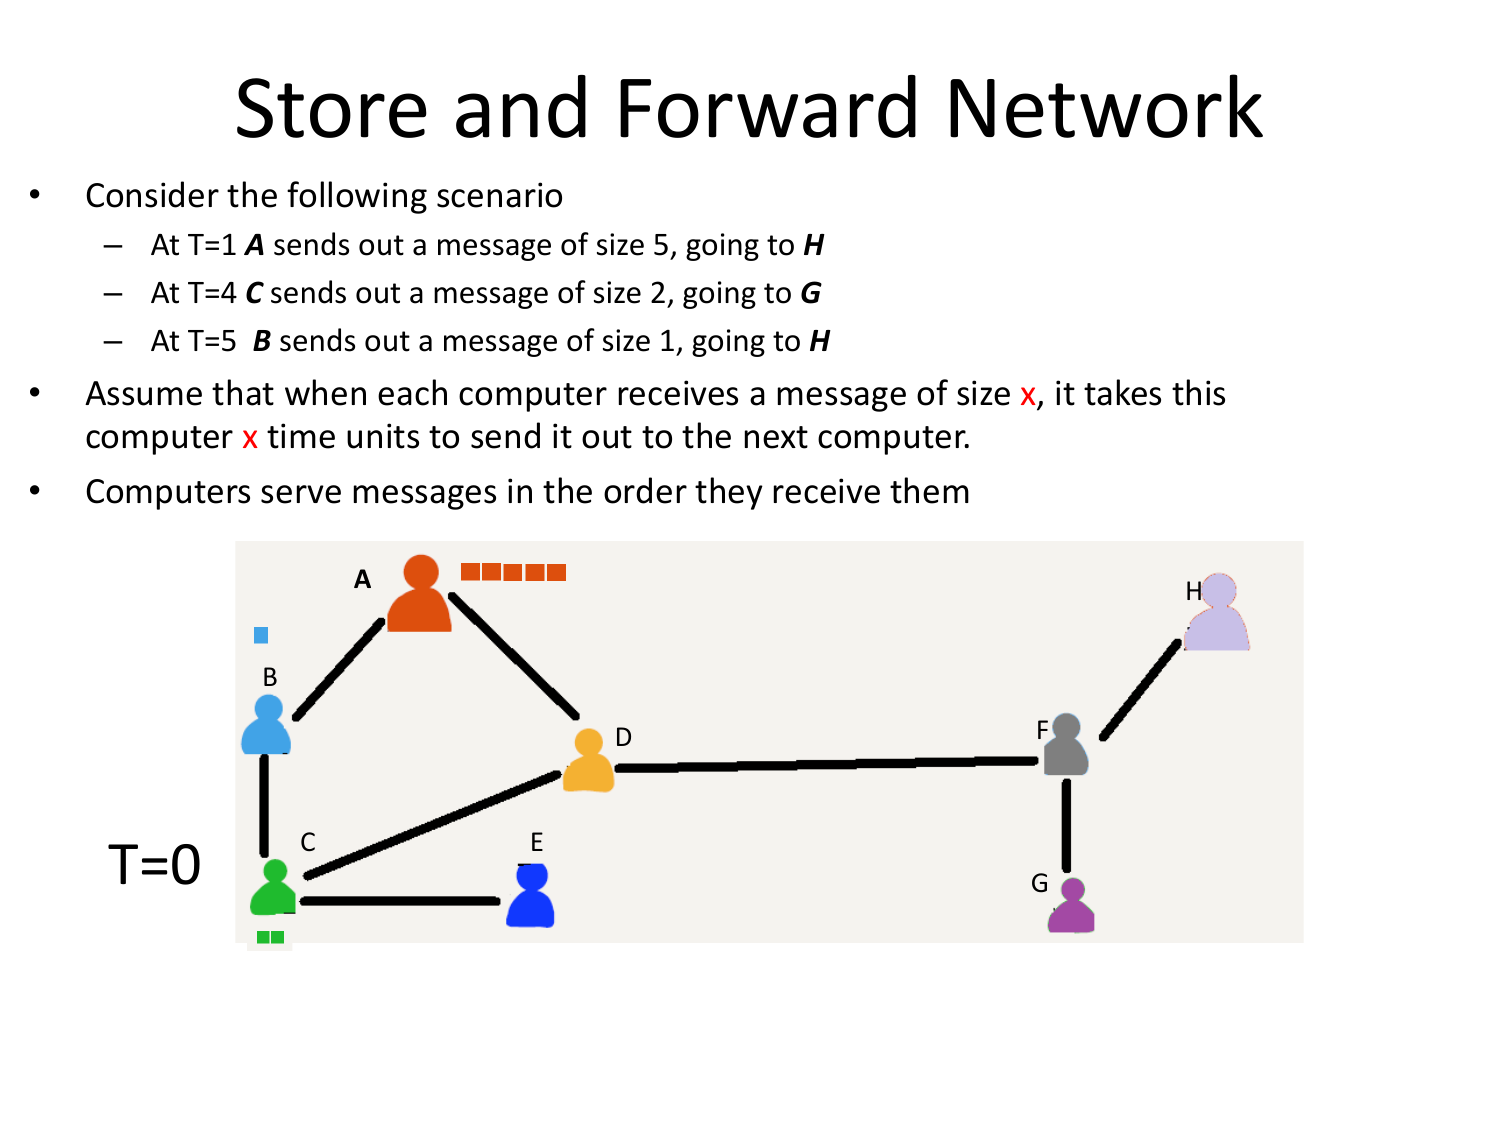 Store and Forward Network
• Consider the following scenario
– At T=1 A sends out a message of size 5, going to H
– At T=4 C sends out a message of size 2, going to G
– At T=5 B sends out a message of size 1, going to H
• Assume that when each computer receives a message of size x, it takes this
computer x time units to send it out to the next computer.
• Computers serve messages in the order they receive them
A
H
B
D
F
C
E
T=0
G